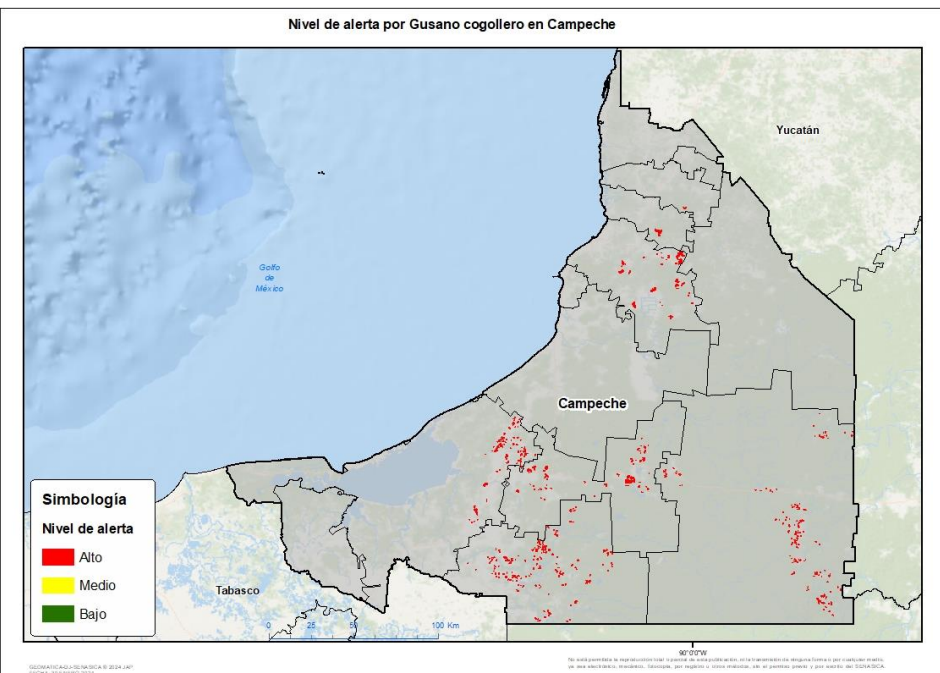 Nivel de alerta por Gusano cogollero en Campeche
Yucatán
Golfo
de
México
Campeche
Simbología
Nivel de alerta
Alto
Medio
Bajo
Tabasco
0 25 50 100 Km
90°0'0"W